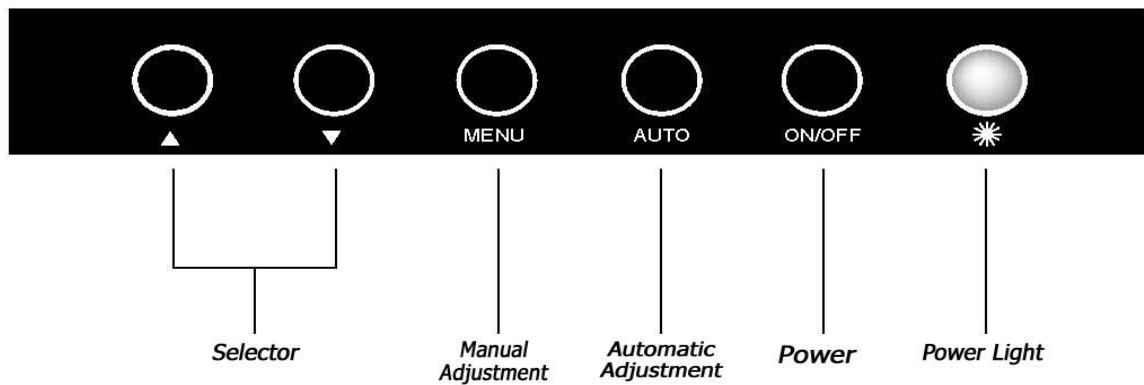 ▲ ▼ MENU AUTO ON/OFF
Selector
Manual
Adjustment
Automatic
Adjustment
Power
Power Light